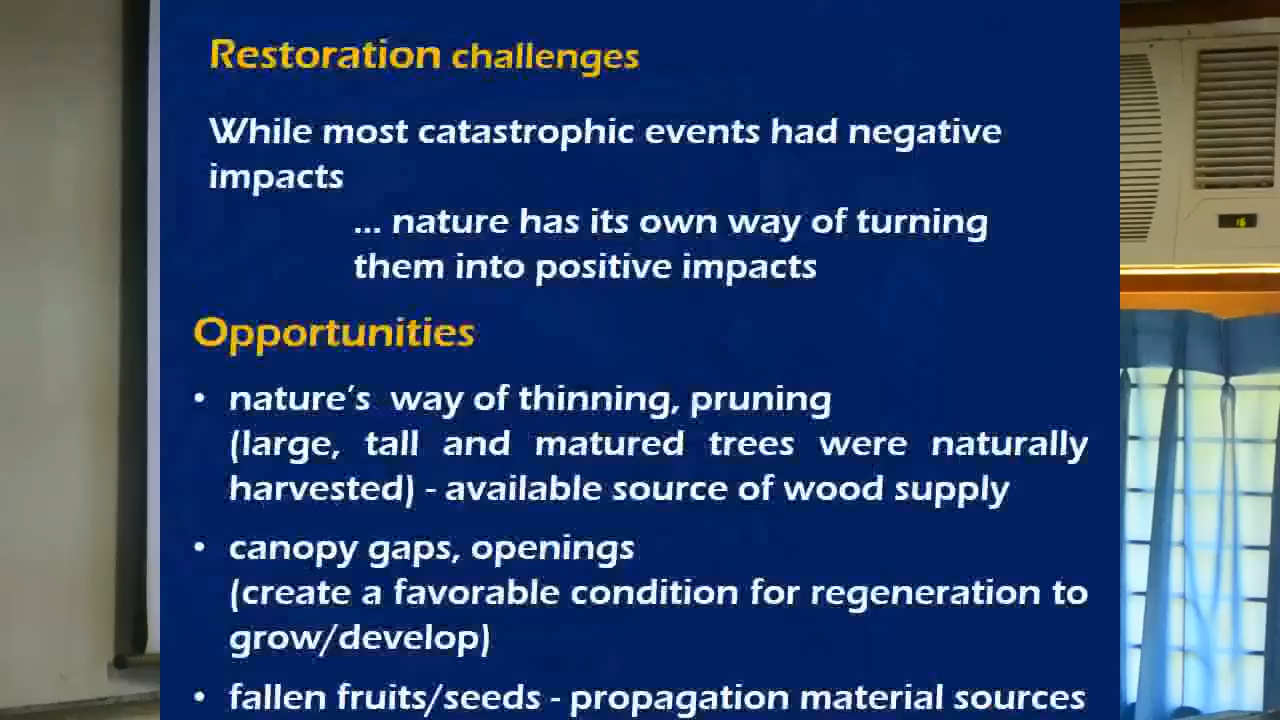 Restoration challenges
While most catastrophic events had negative
impacts
... nature has its own way of turning
them into positive impacts
Opportunities
• nature's way of thinning, pruning
(large, tall and matured trees were naturally
harvested) - available source of wood supply
• canopy gaps, openings
(create a favorable condition for regeneration to
grow/develop)
• fallen fruits/seeds - propagation material sources
16